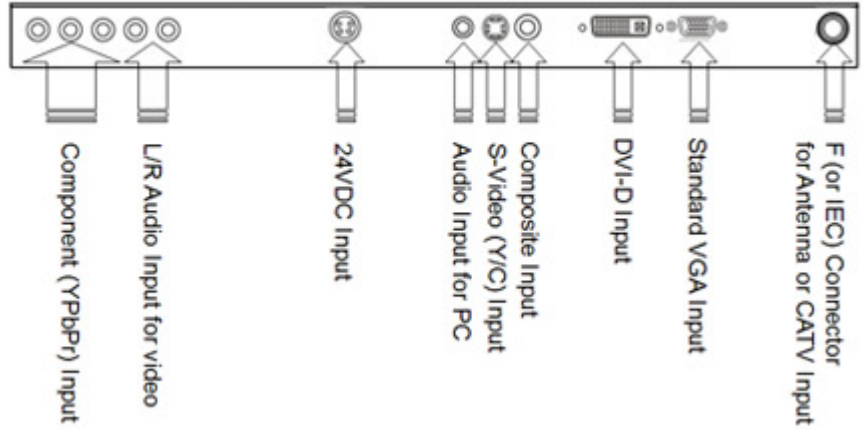 Component (YPbPr) Input
L/R Audio Input for video
24VDC Input
Audio Input for PC
S-Video (Y/C) Input
Composite Input
DVI-D Input
Standard VGA Input
F (or IEC) Connector
for Antenna or CATV Input